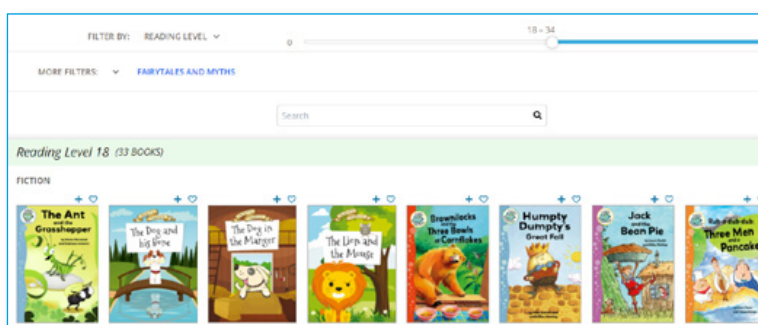 FILTER BY: READING LEVEL
0
18 - 34
MORE FILTERS: FAIRYTALES AND MYTHS
Search
Reading Level 18 (33 BOOKS)
FICTION
The Ant
and the
Grasshopper
The Dog and
his Bone
The Dog in
the Manger
The Lion and
the Mouse
Brownilocks
and the
Three Bowls
of Cornflakes
Humpty
Dumpty's
Great Fall
Jack
and the
Bean Pie
Rub-a-dub-dub
Three Men
and a
Pancake